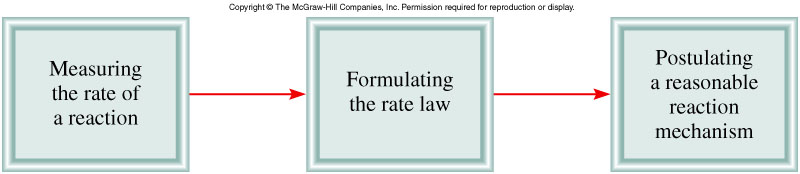 Copyright © The McGraw-Hill Companies, Inc. Permission required for reproduction or display.
Measuring
the rate of
a reaction
Formulating
the rate law
Postulating
a reasonable
reaction
mechanism